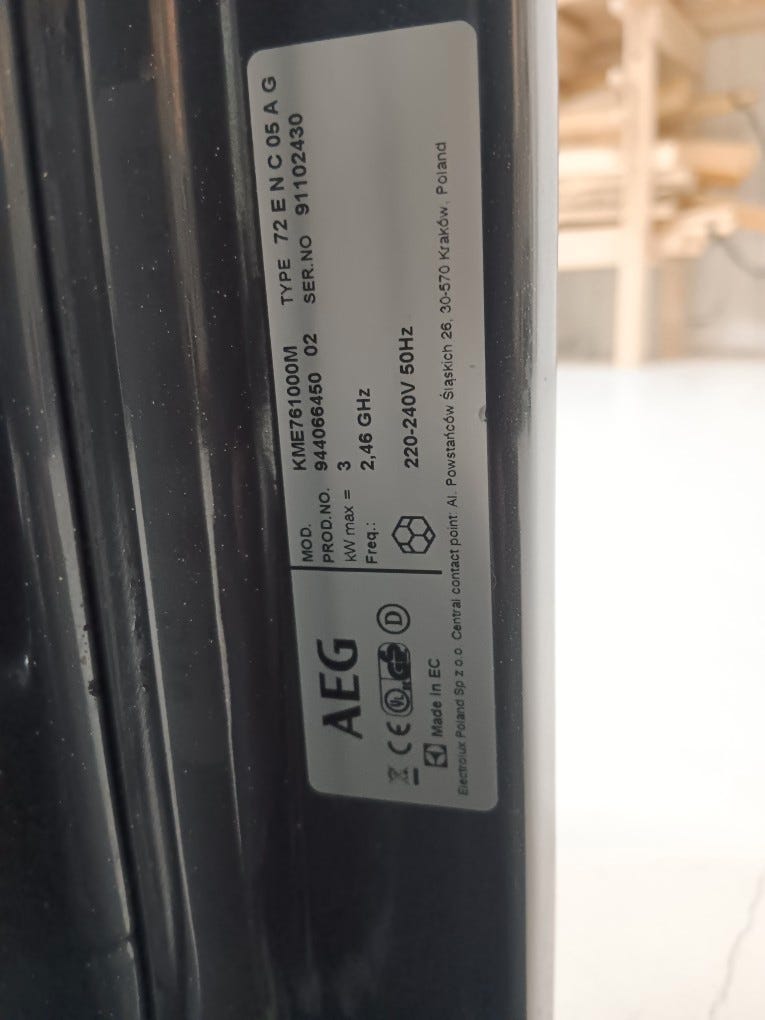 AEG
MOD. KME761000M TYPE 72 E N C 05 A G
PROD.NO. 944066450 02 SER.NO 91102430
kW max = 3
Freq.: 2,46 GHz
220-240V 50Hz
CE D
Made in EC
Electrolux Poland Sp z o.o Central contact point: Al. Powstańców Śląskich 26, 30-570 Kraków, Poland